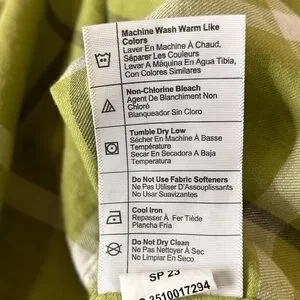 Machine Wash Warm Like
Colors
Laver En Machine À Chaud,
Séparer Les Couleurs
Lavar A Máquina En Agua Tibia,
Con Colores Similares
Non-Chlorine Bleach
Agent De Blanchiment Non
Chloré
Blanqueador Sin Cloro
Tumble Dry Low
Sécher En Machine À Basse
Température
Secar En Secadora A Baja
Temperatura
Do Not Use Fabric Softeners
Ne Pas Utiliser D'Assouplissants
No Usar Suavizantes
Cool Iron
Repasser À Fer Tiède
Plancha Frio
Do Not Dry Clean
Ne Pas Nettoyer À Sec
No Limpiar En Seco
SP 23
3510017294